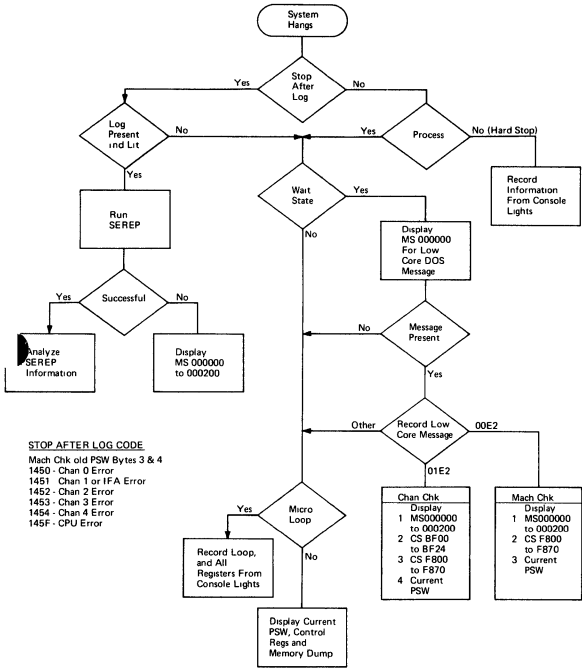 System
Hangs
Yes
Stop
After
Log
No
Log
Present
and Lit
No
Yes
Process
No (Hard Stop)
Yes
Run
SEREP
Wait
State
Yes
No
Record
Information
From Console
Lights
Display
MS 000000
For Low
Core DOS
Message
Yes
Successful
No
No
Message
Present
Yes
Analyze
SEREP
Information
Display
MS 000000
to 000200
Other
Record Low
Core Message
00E2
01E2
STOP AFTER LOG CODE
Mach Chk old PSW Bytes 3 & 4
1450 - Chan 0 Error
1451 Chan 1 or IFA Error
1452 - Chan 2 Error
1453 - Chan 3 Error
1454 - Chan 4 Error
145F - CPU Error
Yes
Micro
Loop
No
Record Loop,
and All
Registers From
Console Lights
Chan Chk
Display
1 MS000000
to 000200
2 CS BF00
to BF24
3 CS F800
to F870
4 Current
PSW
Mach Chk
Display
1 MS000000
to 000200
2 CS F800
to F870
3 Current
PSW
Display Current
PSW, Control
Regs and
Memory Dump